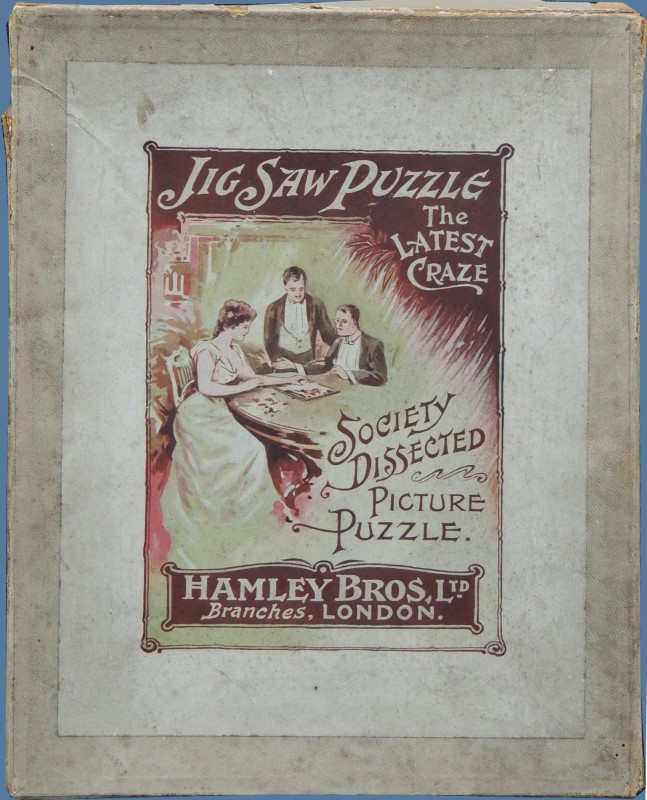 JIG SAW PUZZLE
The
LATEST
CRAZE
SOCIETY
DISSECTED
PICTURE
PUZZLE.
HAMLEY BROS, LTD
Branches, LONDON.